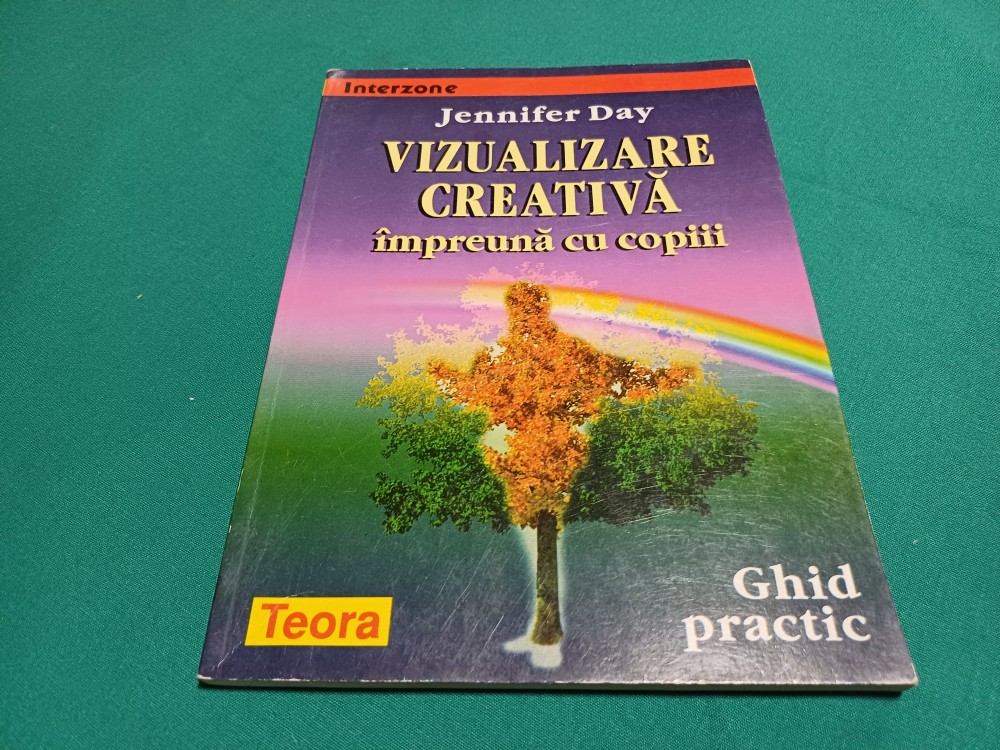 Interzone
Jennifer Day
VIZUALIZARE
CREATIVĂ
împreună cu copiii
Ghid
practic
Teora